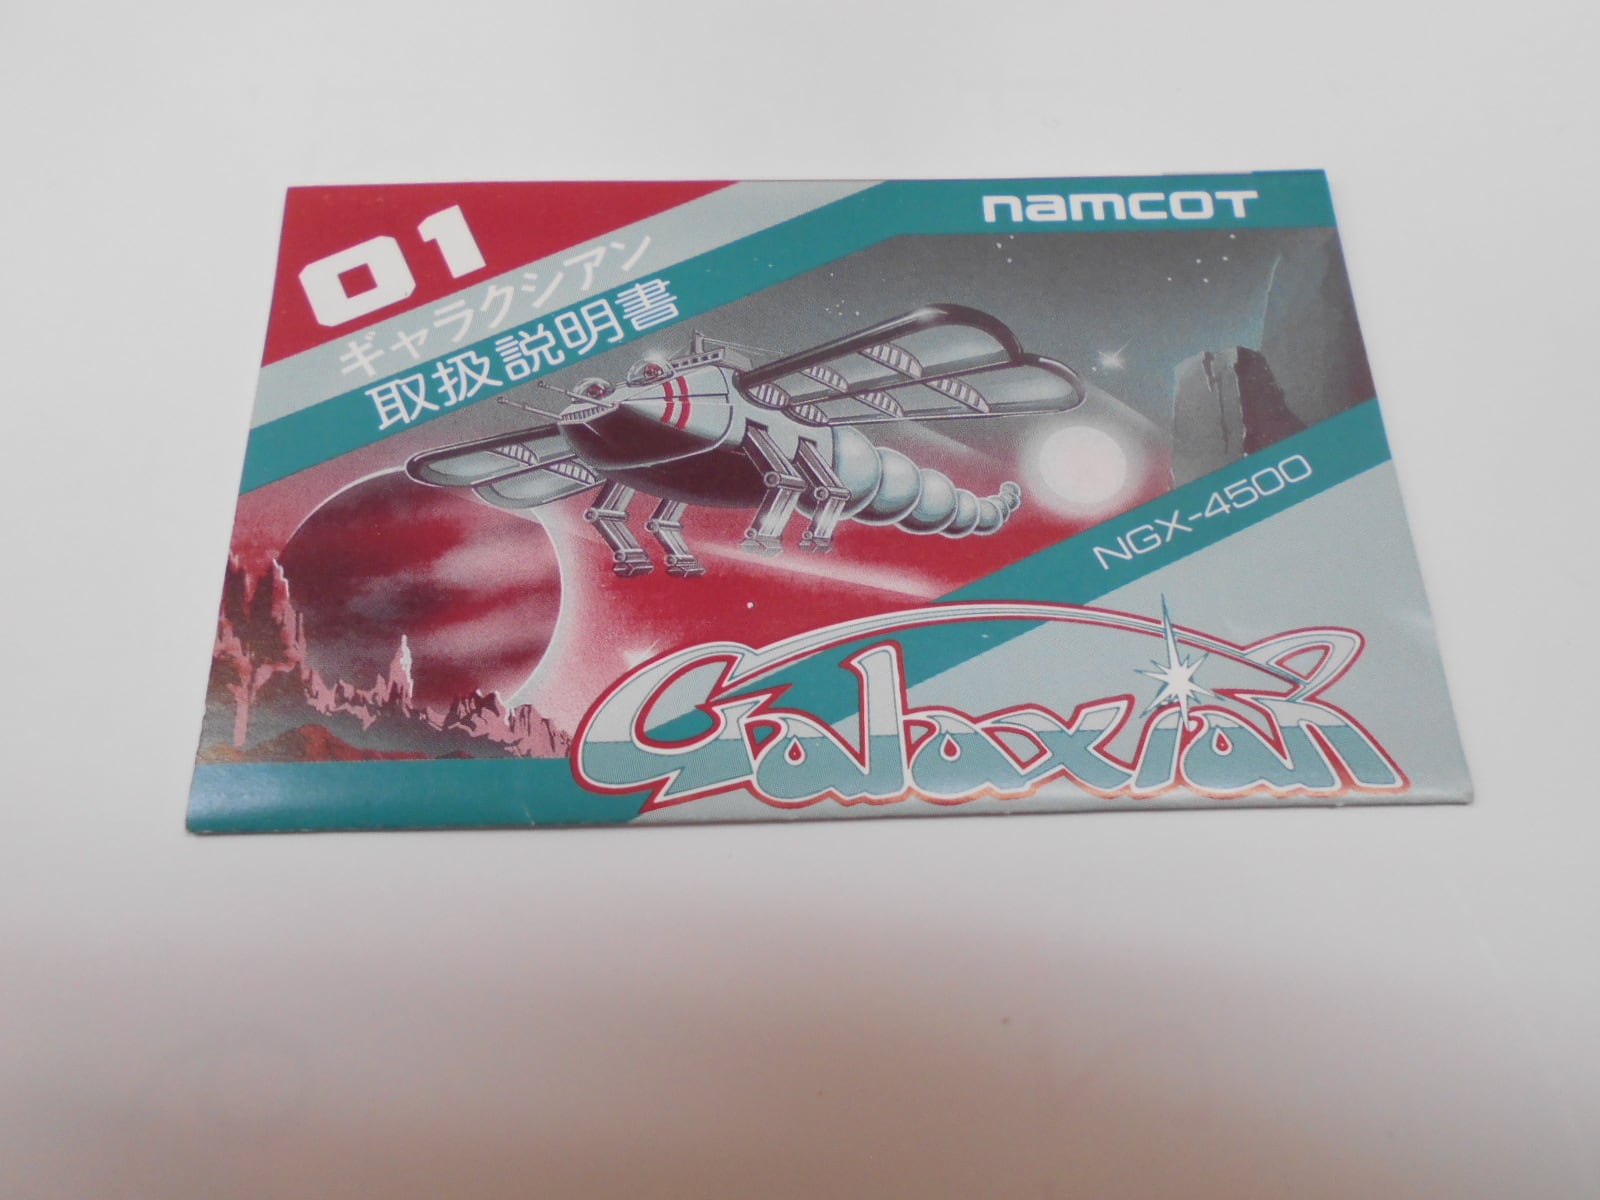 01
namcot
ギャラクシアン
取扱説明書
NGX-4500
Galaxian